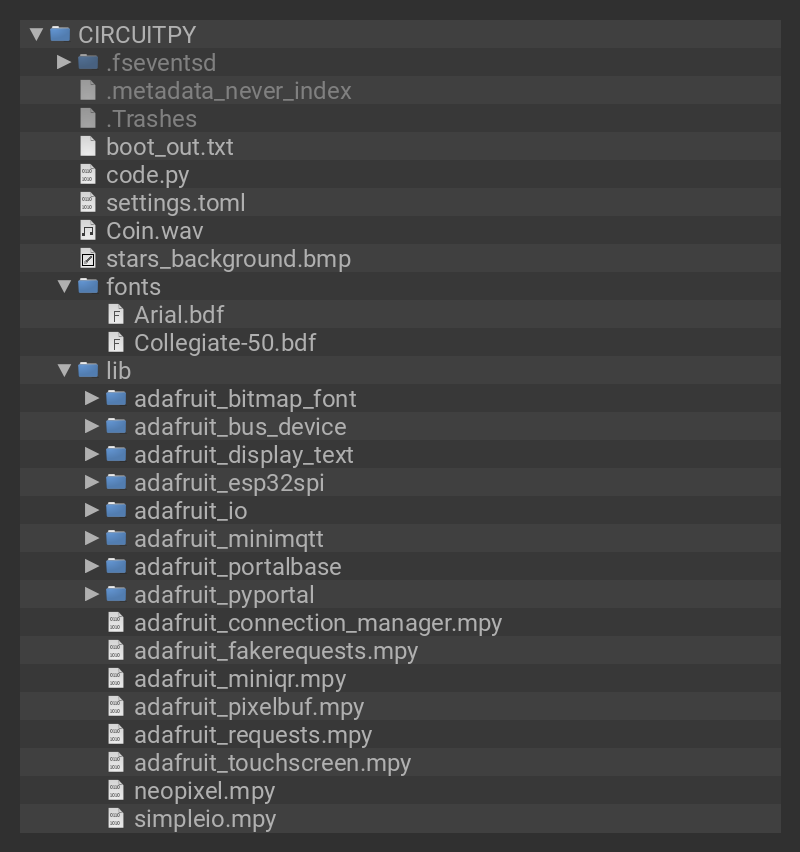 CIRCUITPY
.fseventsd
.metadata_never_index
.Trashes
boot_out.txt
code.py
settings.toml
Coin.wav
stars_background.bmp
fonts
Arial.bdf
Collegiate-50.bdf
lib
adafruit_bitmap_font
adafruit_bus_device
adafruit_display_text
adafruit_esp32spi
adafruit_io
adafruit_minimqtt
adafruit_portalbase
adafruit_pyportal
adafruit_connection_manager.mpy
adafruit_fakerequests.mpy
adafruit_miniqr.mpy
adafruit_pixelbuf.mpy
adafruit_requests.mpy
adafruit_touchscreen.mpy
neopixel.mpy
simpleio.mpy